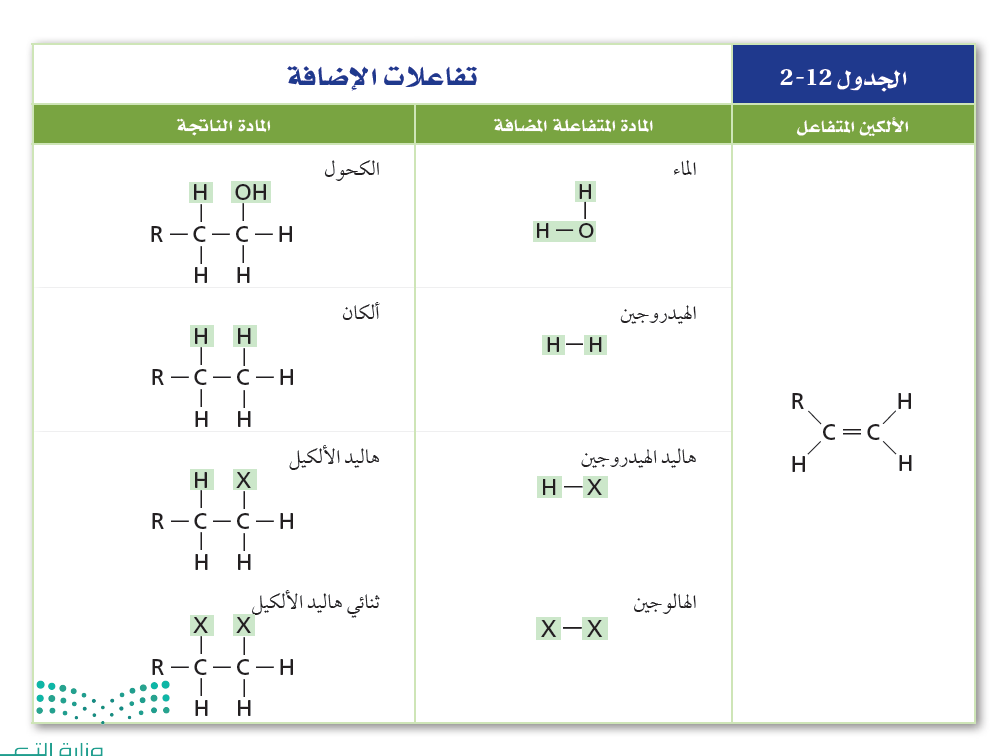 الجدول 12-2
تفاعلات الإضافة
الألكين المتفاعل
المادة المتفاعلة المضافة
المادة الناتجة
R H
C = C
H H
الماء
H
H — O
الكحول
H OH
R — C — C — H
H H
الهيدروجين
H — H
ألكان
H H
R — C — C — H
H H
هاليد الهيدروجين
H — X
هاليد الألكيل
H X
R — C — C — H
H H
الهالوجين
X — X
ثنائي هاليد الألكيل
X X
R — C — C — H
H H
وزارة